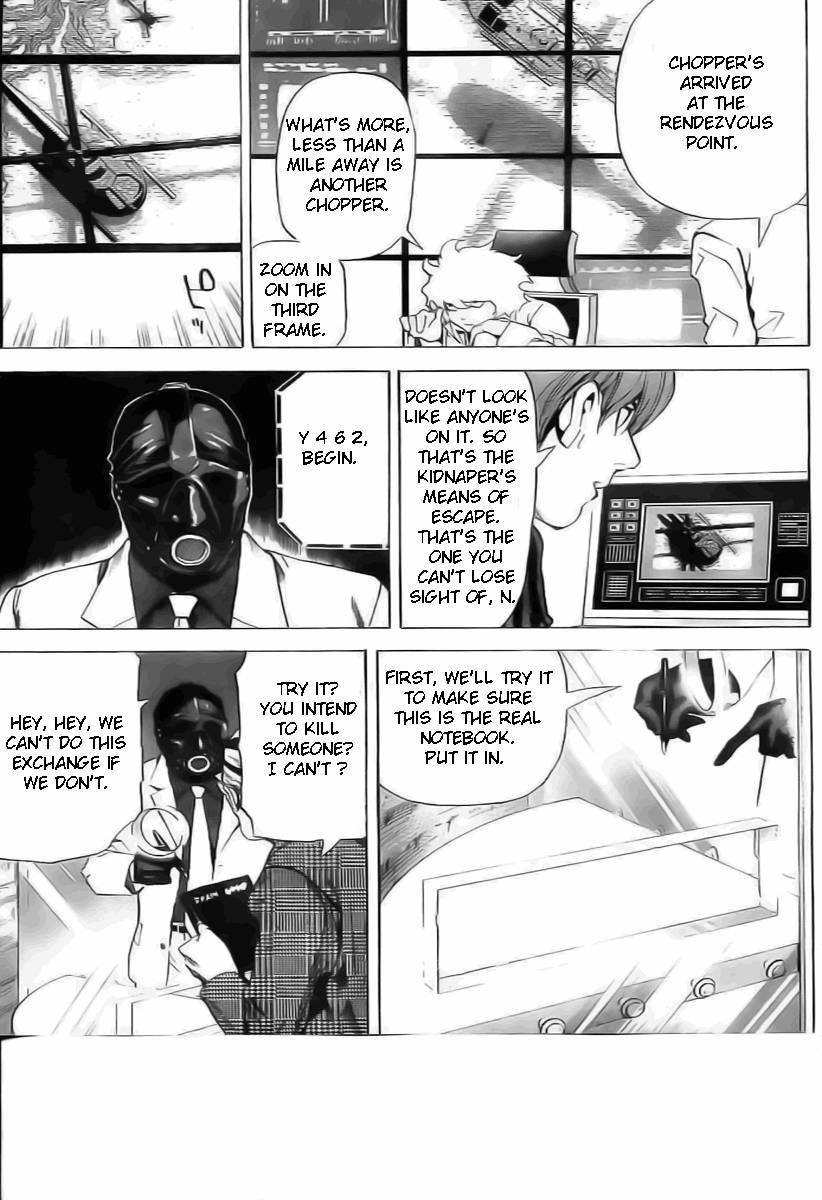 CHOPPER'S
ARRIVED
AT THE
RENDEZVOUS
POINT.
WHAT'S MORE,
LESS THAN A
MILE AWAY IS
ANOTHER
CHOPPER.
ZOOM IN
ON THE
THIRD
FRAME.
DOESN'T LOOK
LIKE ANYONE'S
ON IT. SO
THAT'S THE
KIDNAPER'S
MEANS OF
ESCAPE.
THAT'S THE
ONE YOU
CAN'T LOSE
SIGHT OF, N.
Y 4 6 2,
BEGIN.
FIRST, WE'LL TRY IT
TO MAKE SURE
THIS IS THE REAL
NOTEBOOK.
PUT IT IN.
TRY IT?
YOU INTEND
TO KILL
SOMEONE?
I CAN'T ?
HEY, HEY, WE
CAN'T DO THIS
EXCHANGE IF
WE DON'T.